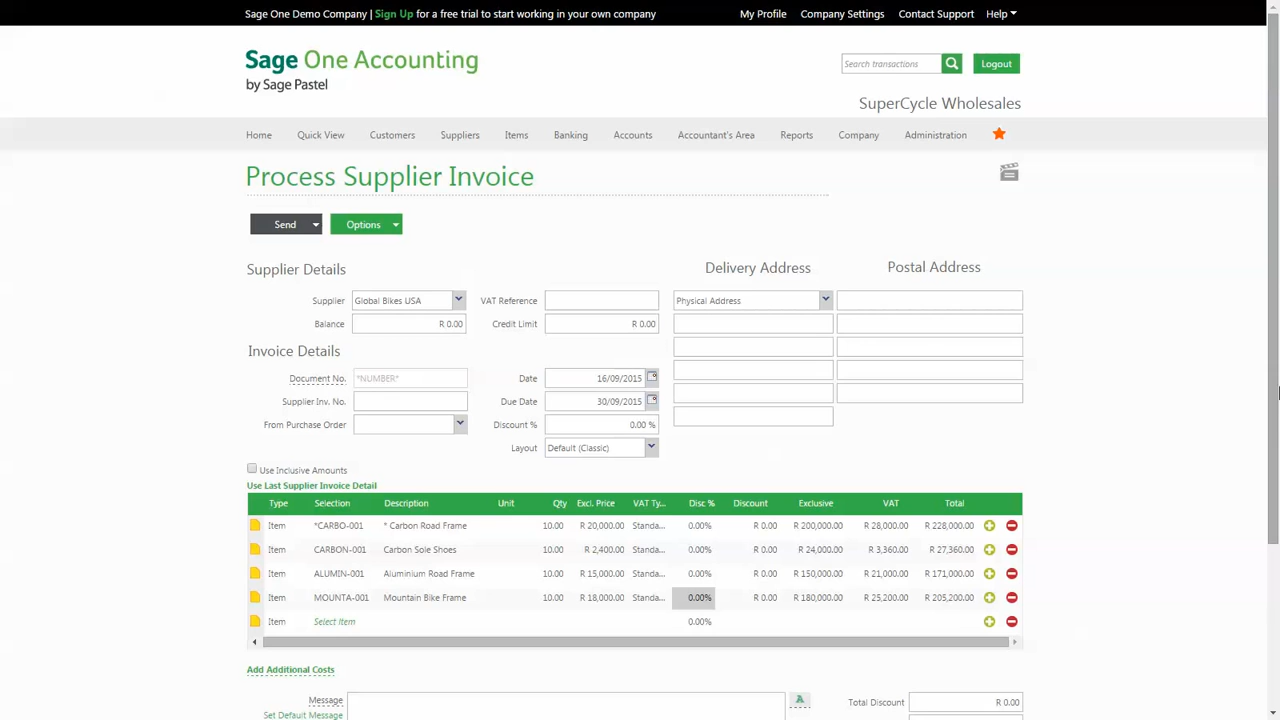 Sage One Demo Company | Sign Up for a free trial to start working in your own company My Profile Company Settings Contact Support Help
Sage One Accounting
by Sage Pastel
Search transactions Logout
SuperCycle Wholesales
Home Quick View Customers Suppliers Items Banking Accounts Accountant's Area Reports Company Administration
Process Supplier Invoice
Send Options
Supplier Details Delivery Address Postal Address
Supplier Global Bikes USA VAT Reference Physical Address
Balance R 0.00 Credit Limit R 0.00
Invoice Details
Document No. *NUMBER* Date 16/09/2015
Supplier Inv. No. Due Date 30/09/2015
From Purchase Order Discount % 0.00 %
Layout Default (Classic)
Use Inclusive Amounts
Use Last Supplier Invoice Detail
Type Selection Description Unit Qty Excl. Price VAT Ty... Disc % Discount Exclusive VAT Total
Item *CARBO-001 * Carbon Road Frame 10.00 R 20,000.00 Standa... 0.00% R 0.00 R 200,000.00 R 28,000.00 R 228,000.00
Item CARBON-001 Carbon Sole Shoes 10.00 R 2,400.00 Standa... 0.00% R 0.00 R 24,000.00 R 3,360.00 R 27,360.00
Item ALUMIN-001 Aluminium Road Frame 10.00 R 15,000.00 Standa... 0.00% R 0.00 R 150,000.00 R 21,000.00 R 171,000.00
Item MOUNTA-001 Mountain Bike Frame 10.00 R 18,000.00 Standa... 0.00% R 0.00 R 180,000.00 R 25,200.00 R 205,200.00
Item Select Item 0.00%
Add Additional Costs
Message A Total Discount R 0.00
Set Default Message